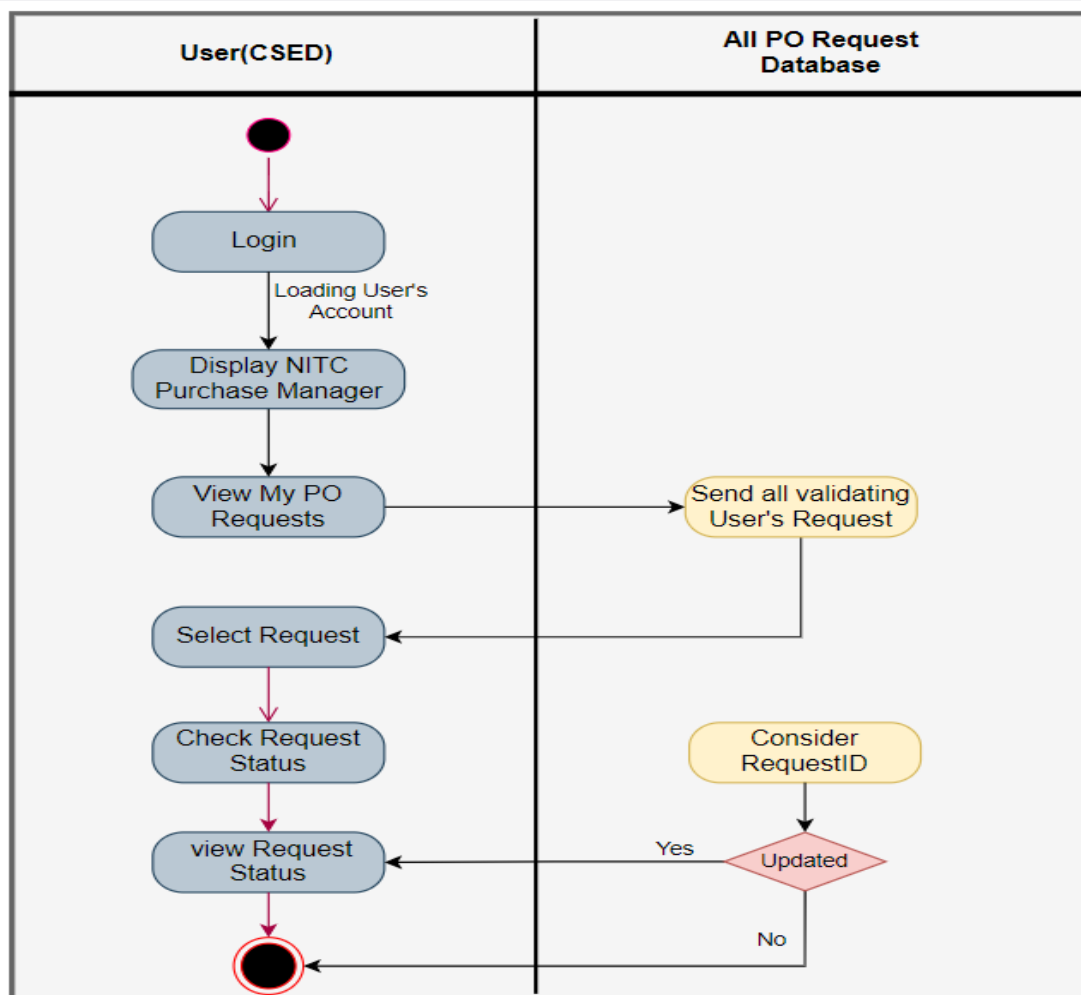 User(CSED)
All PO Request
Database
Login
Loading User's
Account
Display NITC
Purchase Manager
View My PO
Requests
Send all validating
User's Request
Select Request
Check Request
Status
Consider
RequestID
view Request
Status
Yes
Updated
No